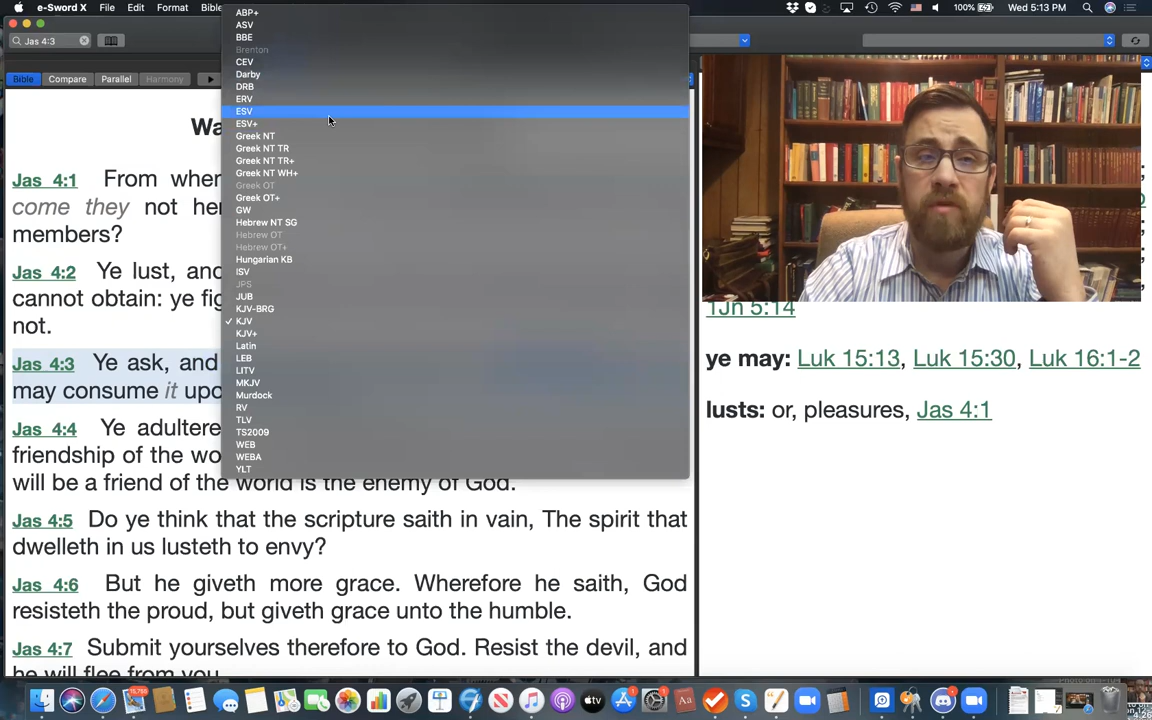 e-Sword X File Edit Format Bible 100% Wed 5:13 PM
Jas 4:3
Bible Compare Parallel Harmony
ABP+
ASV
BBE
Brenton
CEV
Darby
DRB
ERV
ESV
ESV+
Greek NT
Greek NT TR
Greek NT TR+
Greek NT WH+
Greek OT
Greek OT+
GW
Hebrew NT SG
Hebrew OT
Hebrew OT+
Hungarian KB
ISV
JPS
JUB
KJV-BRG
✓ KJV
KJV+
Latin
LEB
LITV
MKJV
Murdock
RV
TLV
TS2009
WEB
WEBA
YLT
Wa
Jas 4:1 From when
come they not her
members?
Jas 4:2 Ye lust, and
cannot obtain: ye fig
not.
Jas 4:3 Ye ask, and
may consume it upo
Jas 4:4 Ye adultere
friendship of the wo
will be a friend of the world is the enemy of God.
Jas 4:5 Do ye think that the scripture saith in vain, The spirit that
dwelleth in us lusteth to envy?
Jas 4:6 But he giveth more grace. Wherefore he saith, God
resisteth the proud, but giveth grace unto the humble.
Jas 4:7 Submit yourselves therefore to God. Resist the devil, and
he will flee from you.
1Jn 5:14
ye may: Luk 15:13, Luk 15:30, Luk 16:1-2
lusts: or, pleasures, Jas 4:1